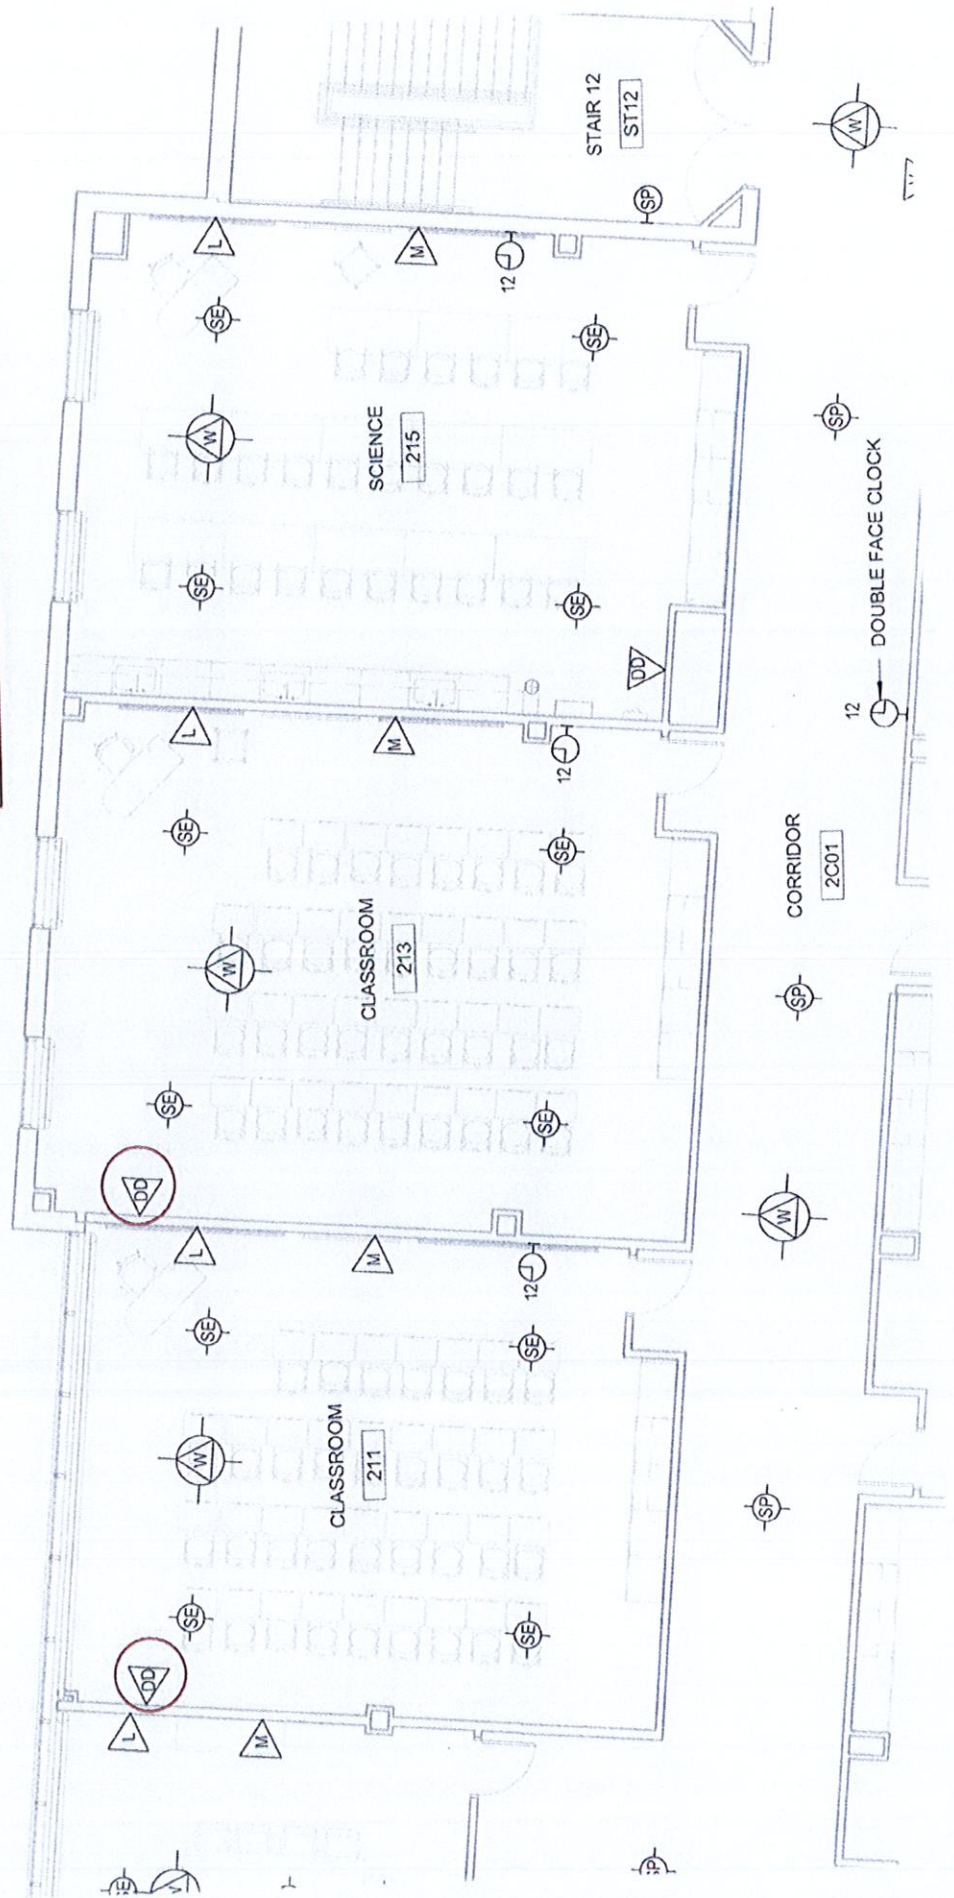 STAIR 12
ST12
W
SP
L
M
12
SE
SE
W
SCIENCE
215
SE
SE
DD
SP
DOUBLE FACE CLOCK
12
L
M
12
SE
SE
W
CLASSROOM
213
SE
SE
DD
CORRIDOR
2C01
SP
W
L
M
12
SE
SE
W
CLASSROOM
211
SE
SE
DD
SP
L
M